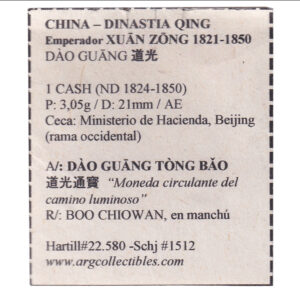 CHINA – DINASTIA QING
Emperador XUĀN ZŌNG 1821-1850
DÀO GUĀNG 道光
1 CASH (ND 1824-1850)
P: 3,05g / D: 21mm / AE
Ceca: Ministerio de Hacienda, Beijing
(rama occidental)
A/: DÀO GUĀNG TÒNG BǍO
道光通寶 “Moneda circulante del
camino luminoso”
R/: BOO CHIOWAN, en manchú
Hartill#22.580 -Schj #1512
www.argcollectibles.com